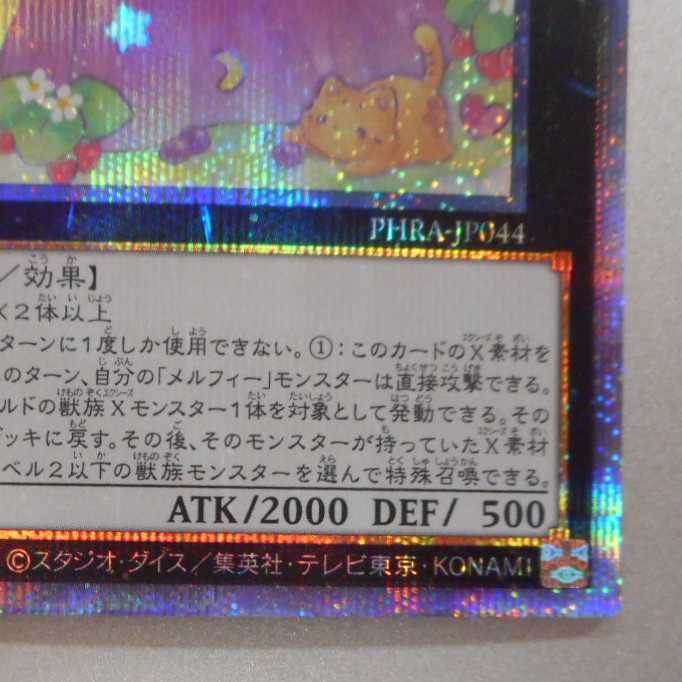 PHRA-JP044
／効果】
×2体以上
ターンに1度しか使用できない。①：このカードのX素材を
のターン、自分の「メルフィー」モンスターは直接攻撃できる。
ルドの獣族Xモンスター1体を対象として発動できる。その
デッキに戻す。その後、そのモンスターが持っていたX素材
ベル2以下の獣族モンスターを選んで特殊召喚できる。
ATK/2000 DEF/ 500
©スタジオ・ダイス／集英社・テレビ東京・KONAMI